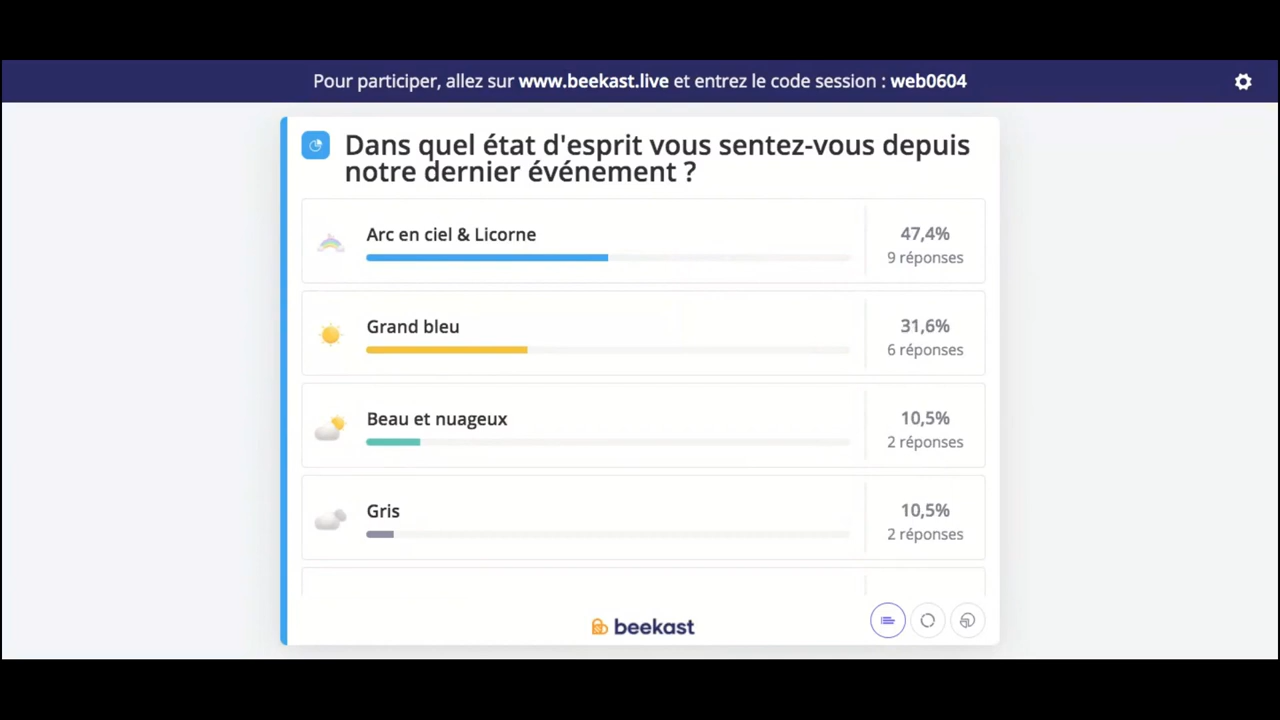 Pour participer, allez sur www.beekast.live et entrez le code session : web0604
Dans quel état d'esprit vous sentez-vous depuis
notre dernier événement ?
Arc en ciel & Licorne
47,4%
9 réponses
Grand bleu
31,6%
6 réponses
Beau et nuageux
10,5%
2 réponses
Gris
10,5%
2 réponses
beekast